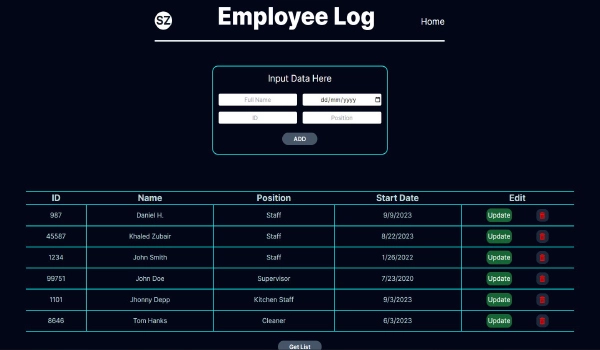 SZ Employee Log Home
Input Data Here
Full Name dd/mm/yyyy
ID Position
ADD
ID Name Position Start Date Edit
987 Daniel H. Staff 9/9/2023 Update
45587 Khaled Zubair Staff 8/22/2023 Update
1234 John Smith Staff 1/26/2022 Update
99751 John Doe Supervisor 7/23/2020 Update
1101 Jhonny Depp Kitchen Staff 9/3/2023 Update
8646 Tom Hanks Cleaner 6/3/2023 Update
Get List